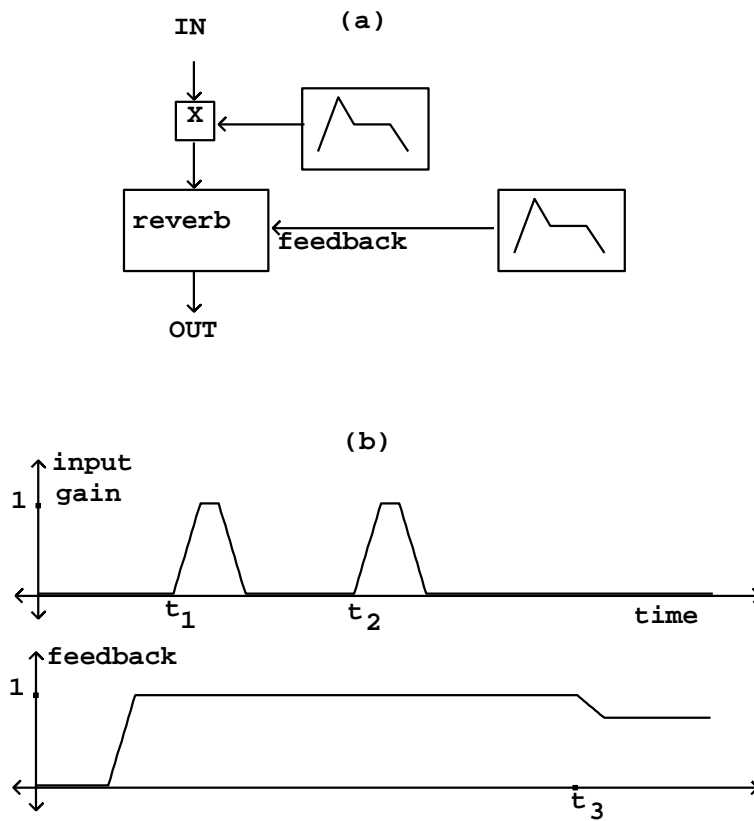 (a)
IN
X
reverb
feedback
OUT
(b)
input
gain
1
t1
t2
time
feedback
1
t3